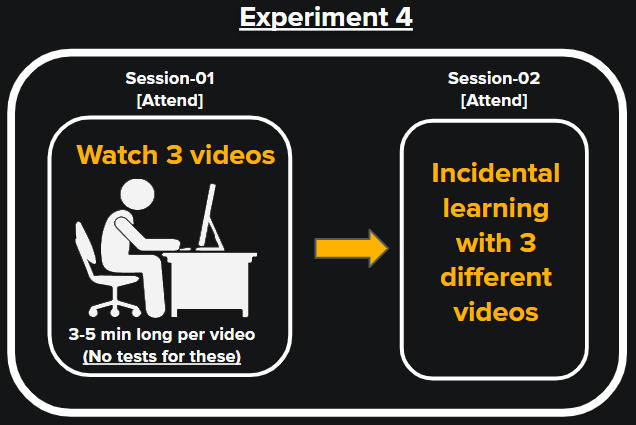 Experiment 4
Session-01
[Attend]
Watch 3 videos
3-5 min long per video
(No tests for these)
Session-02
[Attend]
Incidental
learning
with 3
different
videos